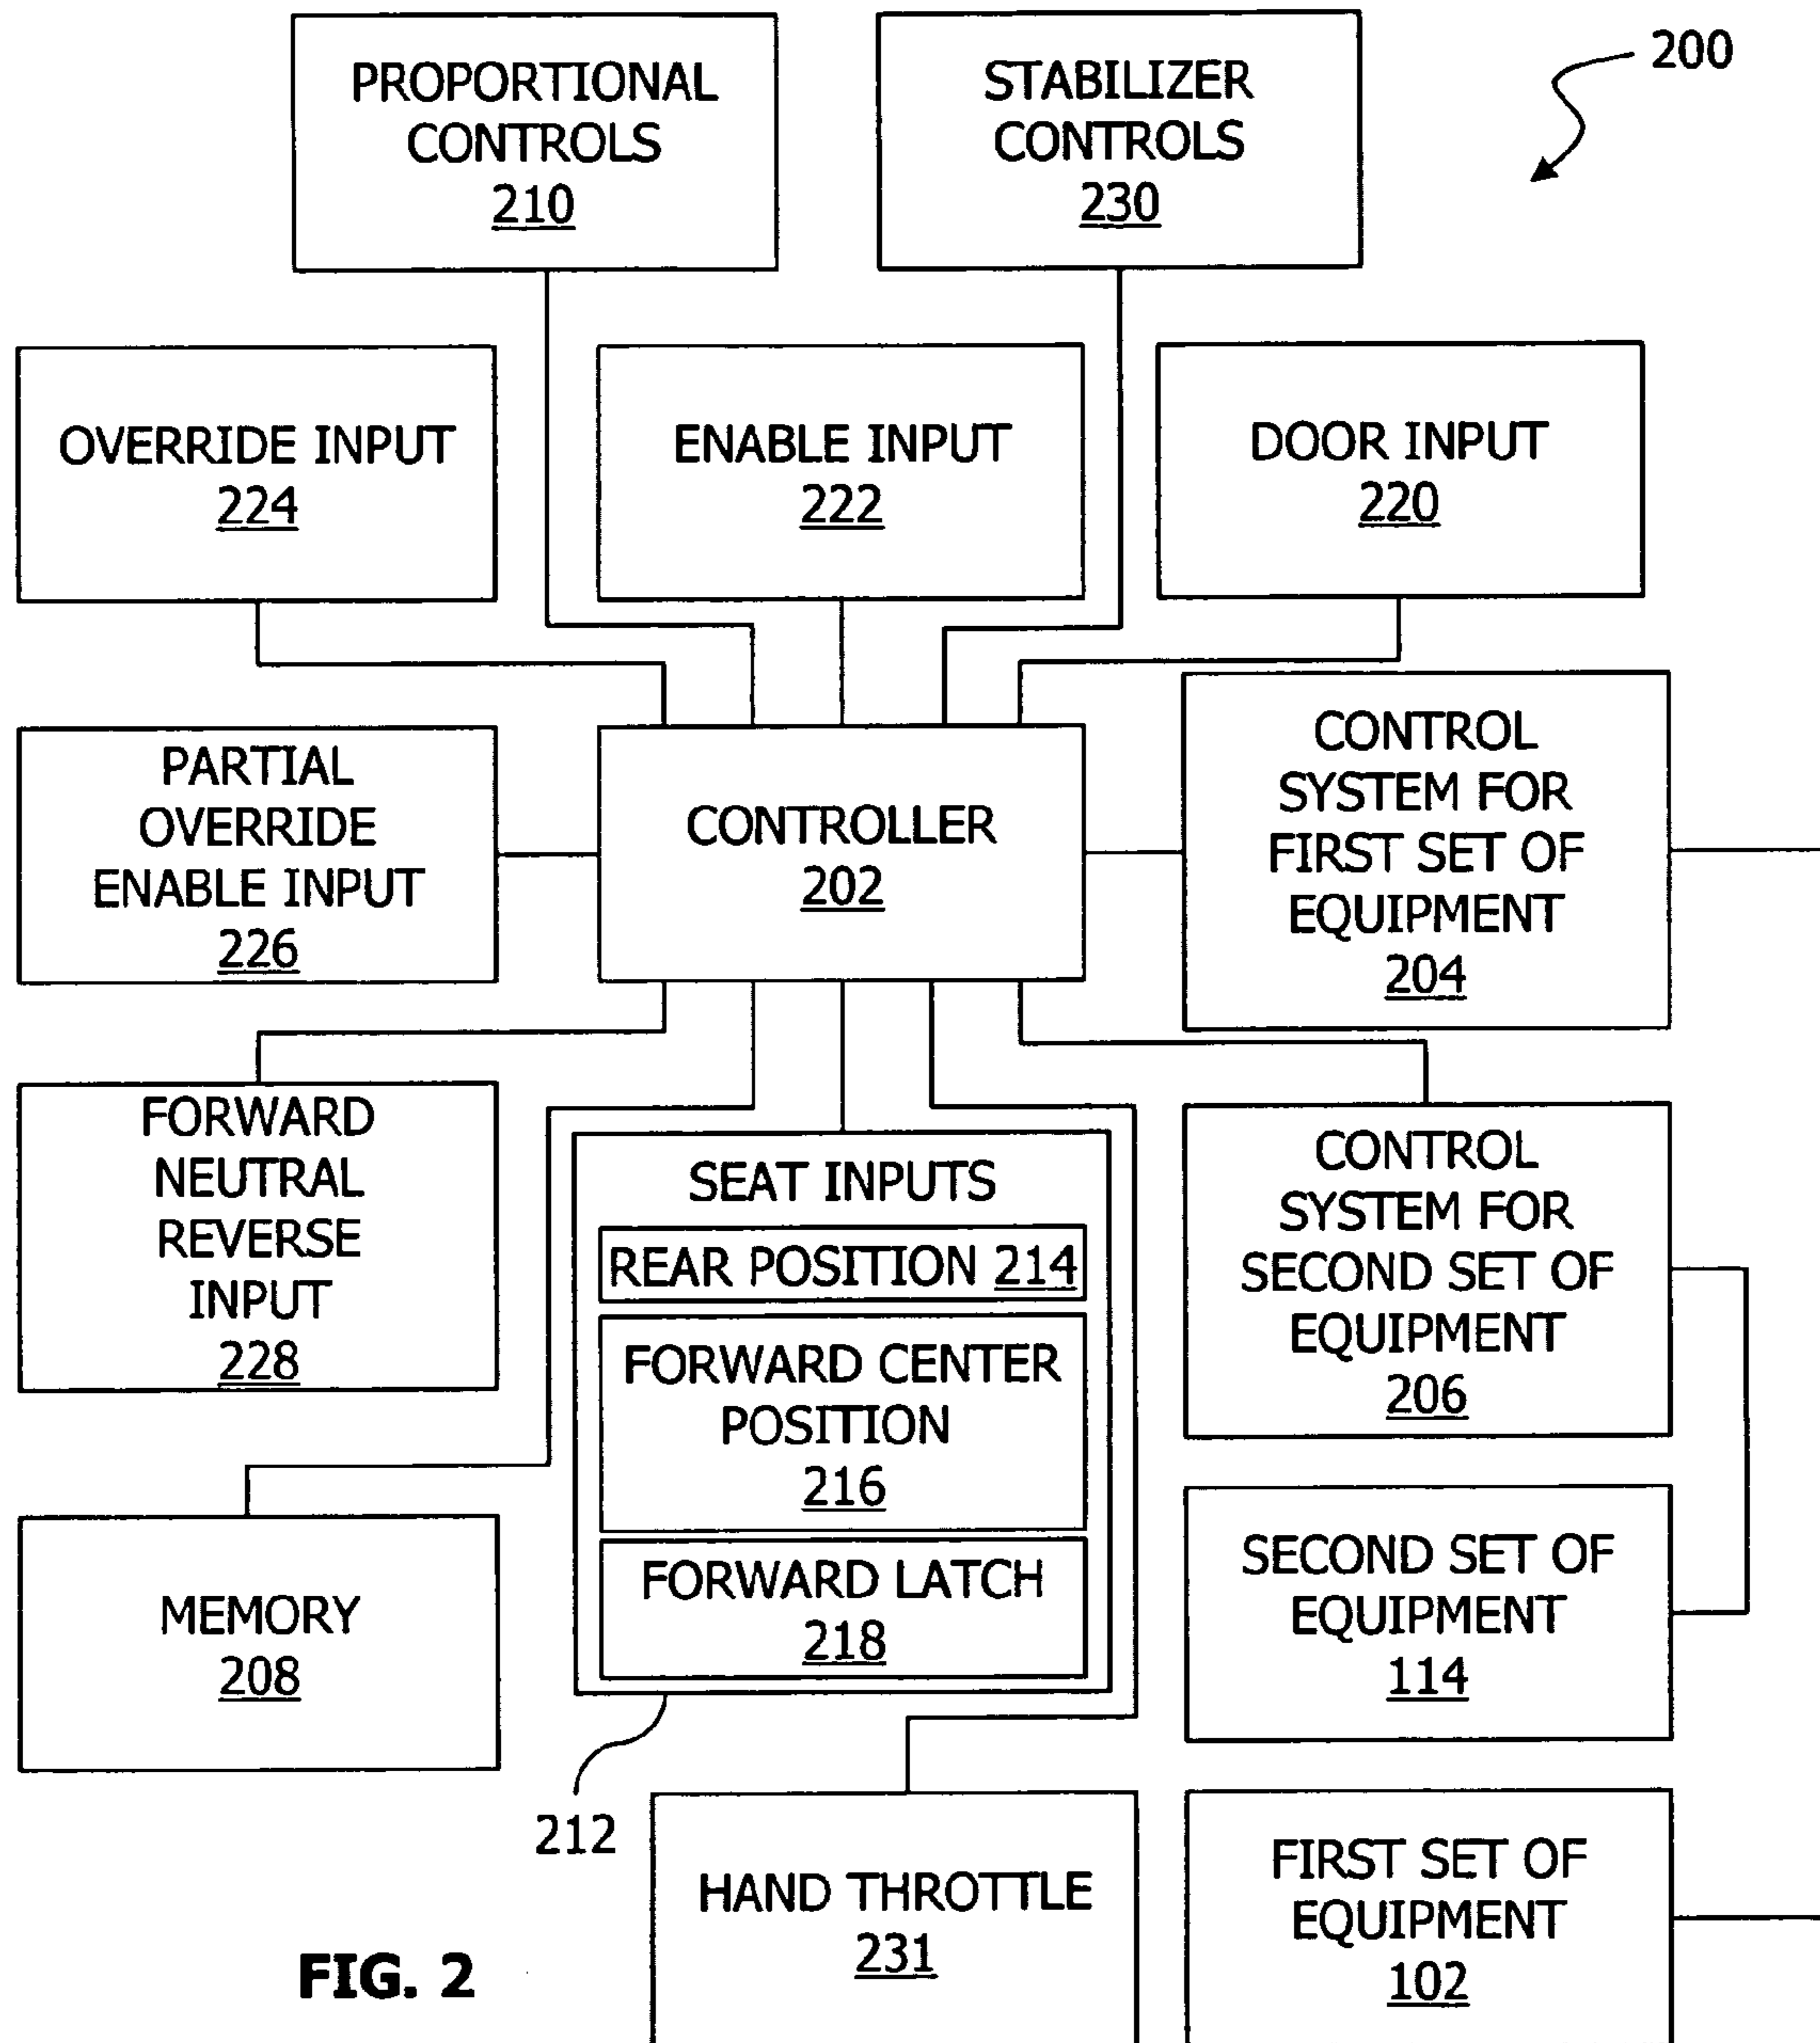 PROPORTIONAL
CONTROLS
210
STABILIZER
CONTROLS
230
200
OVERRIDE INPUT
224
ENABLE INPUT
222
DOOR INPUT
220
PARTIAL
OVERRIDE
ENABLE INPUT
226
CONTROLLER
202
CONTROL
SYSTEM FOR
FIRST SET OF
EQUIPMENT
204
FORWARD
NEUTRAL
REVERSE
INPUT
228
SEAT INPUTS
REAR POSITION 214
FORWARD CENTER
POSITION
216
FORWARD LATCH
218
212
CONTROL
SYSTEM FOR
SECOND SET OF
EQUIPMENT
206
MEMORY
208
SECOND SET OF
EQUIPMENT
114
HAND THROTTLE
231
FIRST SET OF
EQUIPMENT
102
FIG. 2